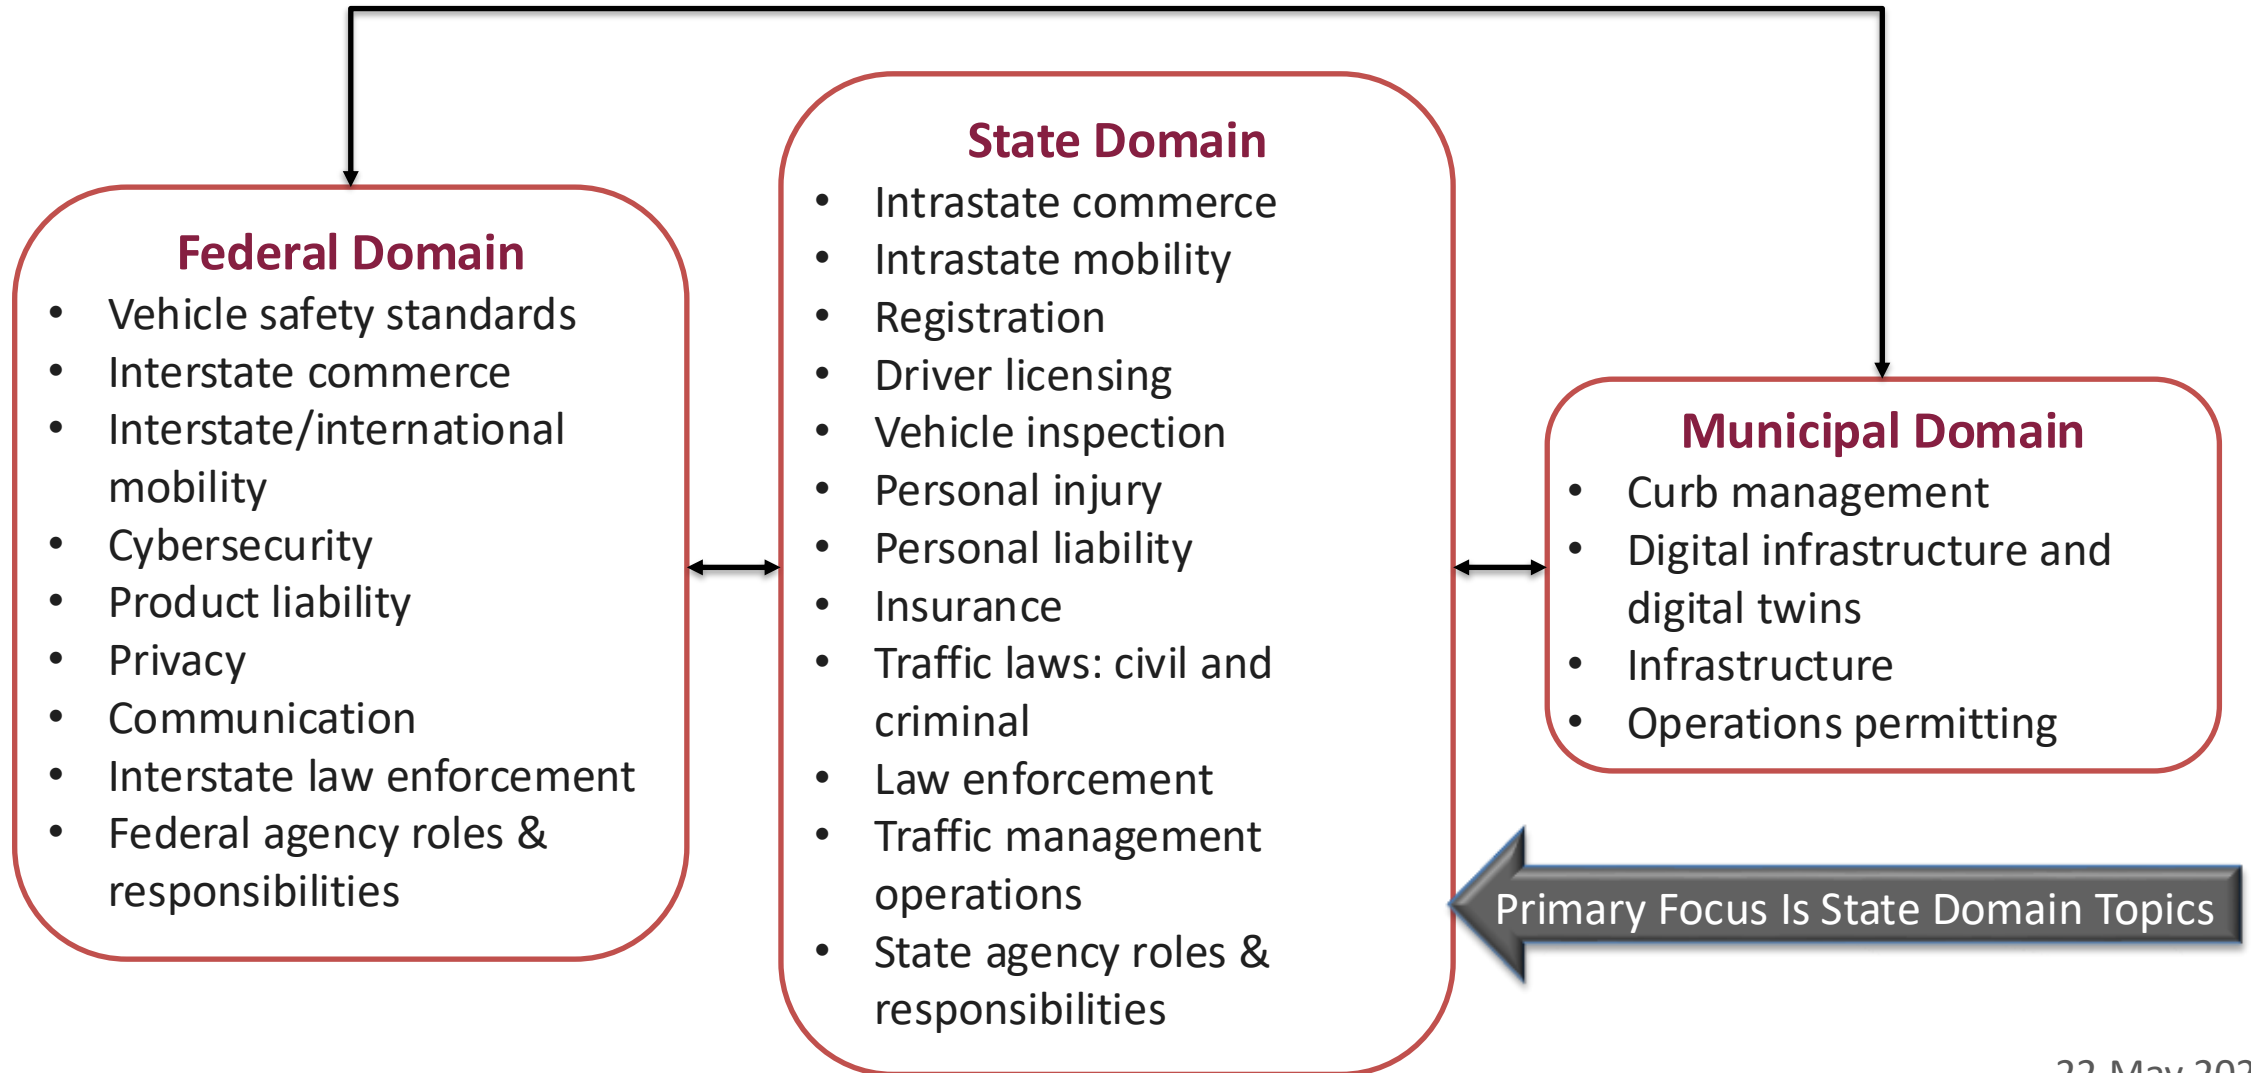 Federal Domain
• Vehicle safety standards
• Interstate commerce
• Interstate/international
mobility
• Cybersecurity
• Product liability
• Privacy
• Communication
• Interstate law enforcement
• Federal agency roles &
responsibilities
State Domain
• Intrastate commerce
• Intrastate mobility
• Registration
• Driver licensing
• Vehicle inspection
• Personal injury
• Personal liability
• Insurance
• Traffic laws: civil and
criminal
• Law enforcement
• Traffic management
operations
• State agency roles &
responsibilities
Municipal Domain
• Curb management
• Digital infrastructure and
digital twins
• Infrastructure
• Operations permitting
Primary Focus Is State Domain Topics
22 May